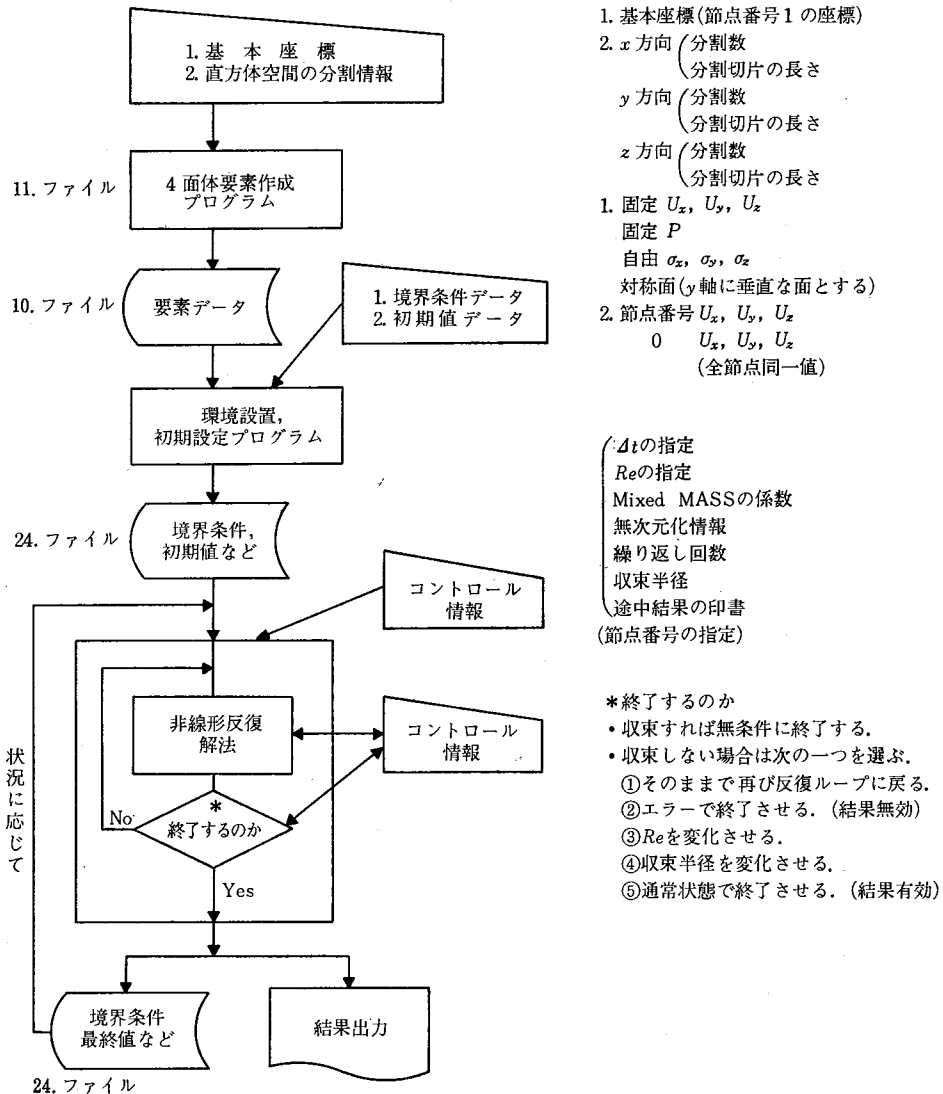 1. 基本座標
2. 直方体空間の分割情報
11. ファイル
4面体要素作成
プログラム
10. ファイル
要素データ
1. 境界条件データ
2. 初期値データ
環境設置,
初期設定プログラム
24. ファイル
境界条件,
初期値など
コントロール
情報
非線形反復
解法
コントロール
情報
*
終了するのか
No
Yes
状況に応じて
境界条件
最終値など
24. ファイル
結果出力
1. 基本座標(節点番号1の座標)
2. x方向(分割数
分割切片の長さ
y方向(分割数
分割切片の長さ
z方向(分割数
分割切片の長さ
1. 固定 Ux, Uy, Uz
固定 P
自由 σx, σy, σz
対称面(y軸に垂直な面とする)
2. 節点番号 Ux, Uy, Uz
0 Ux, Uy, Uz
(全節点同一値)
Δtの指定
Reの指定
Mixed MASSの係数
無次元化情報
繰り返し回数
収束半径
途中結果の印書
(節点番号の指定)
*終了するのか
・収束すれば無条件に終了する.
・収束しない場合は次の一つを選ぶ.
①そのままで再び反復ループに戻る.
②エラーで終了させる. (結果無効)
③Reを変化させる.
④収束半径を変化させる.
⑤通常状態で終了させる. (結果有効)